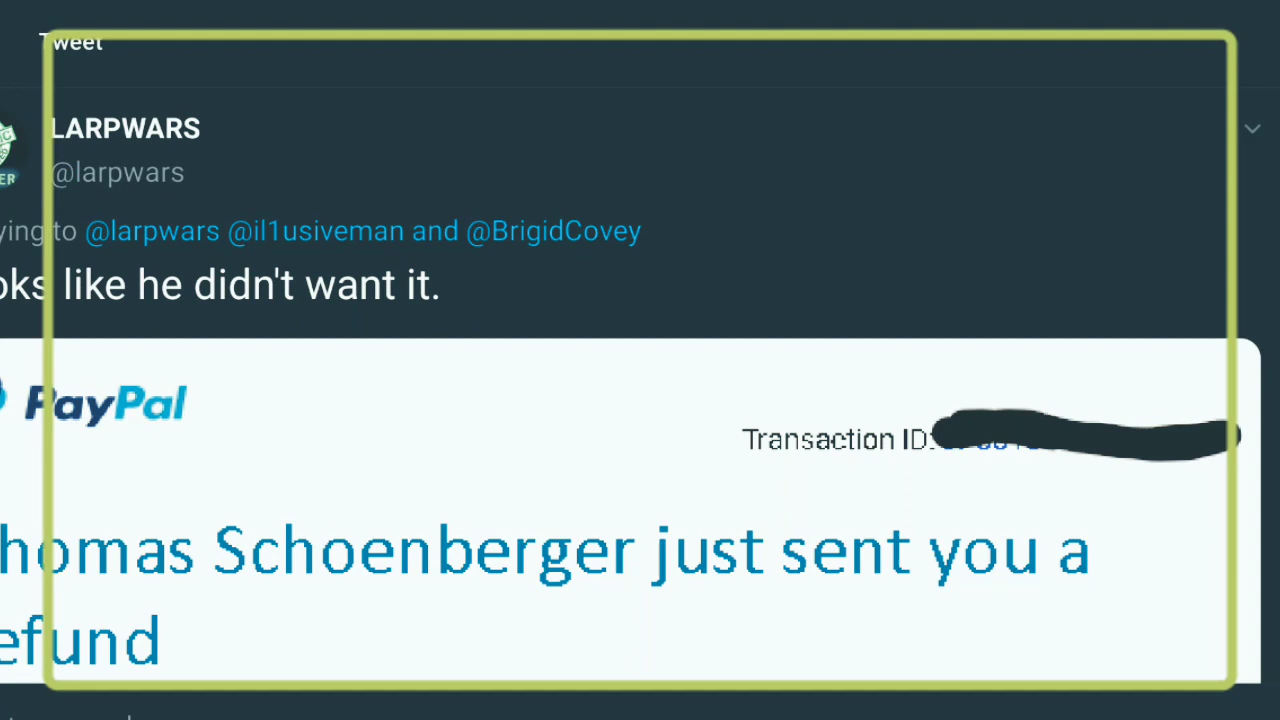 Tweet
LARPWARS
@larpwars
ying to @larpwars @il1usiveman and @BrigidCovey
oks like he didn't want it.
PayPal
Transaction ID:
homas Schoenberger just sent you a
efund